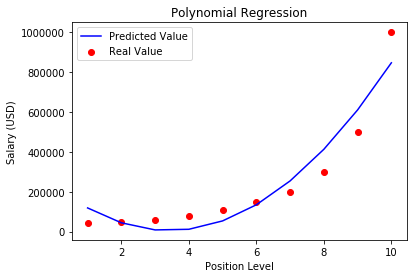 Polynomial Regression
Predicted Value
Real Value
1000000
800000
600000
400000
200000
0
Salary (USD)
2
4
6
8
10
Position Level